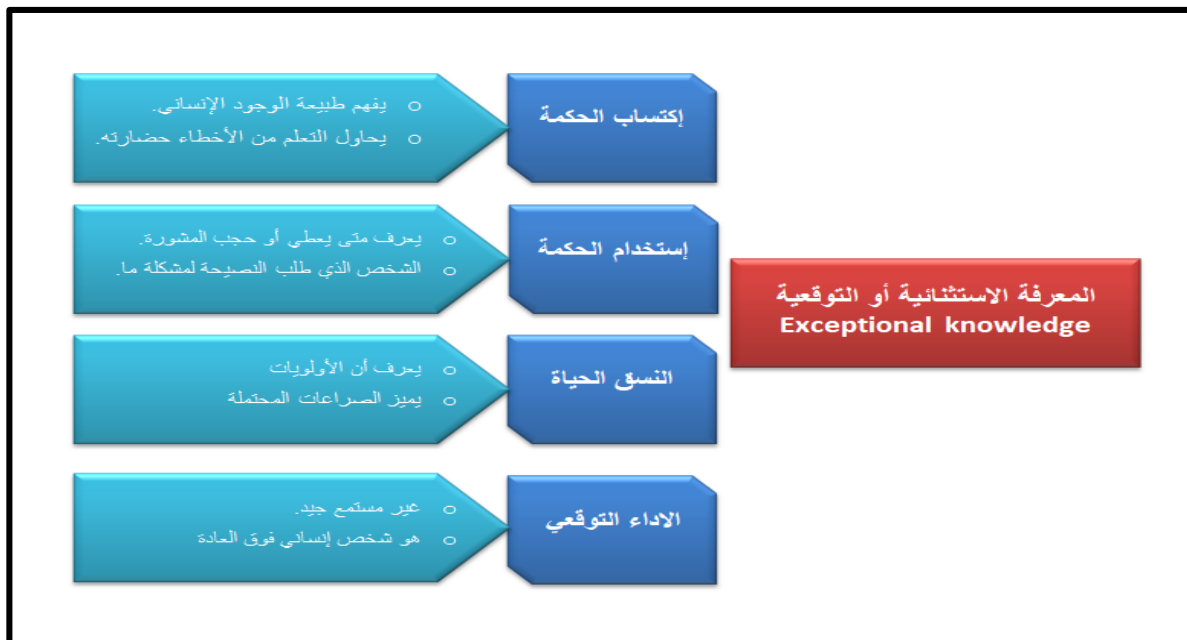 المعرفة الاستثنائية أو التوقعية
Exceptional knowledge
إكتساب الحكمة
يفهم طبيعة الوجود الإنساني.
يحاول التعلم من الأخطاء حضارته.
إستخدام الحكمة
يعرف متى يعطي أو حجب المشورة.
الشخص الذي طلب النصيحة لمشكلة ما.
النسق الحياة
يعرف أن الأولويات
يميز الصراعات المحتملة
الاداء التوقعي
غير مستمع جيد.
هو شخص إنساني فوق العادة